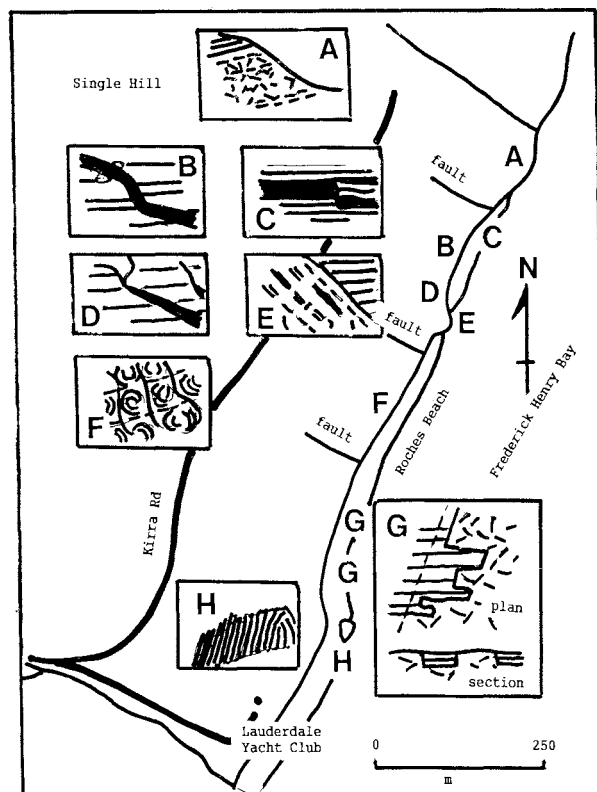 A
Single Hill
B
C
fault
A
B
C
D
E
fault
D
E
N
F
F
fault
Roches Beach
Frederick Henry Bay
Kirra Rd
G
G
G
plan
section
H
H
Lauderdale
Yacht Club
0
250
m